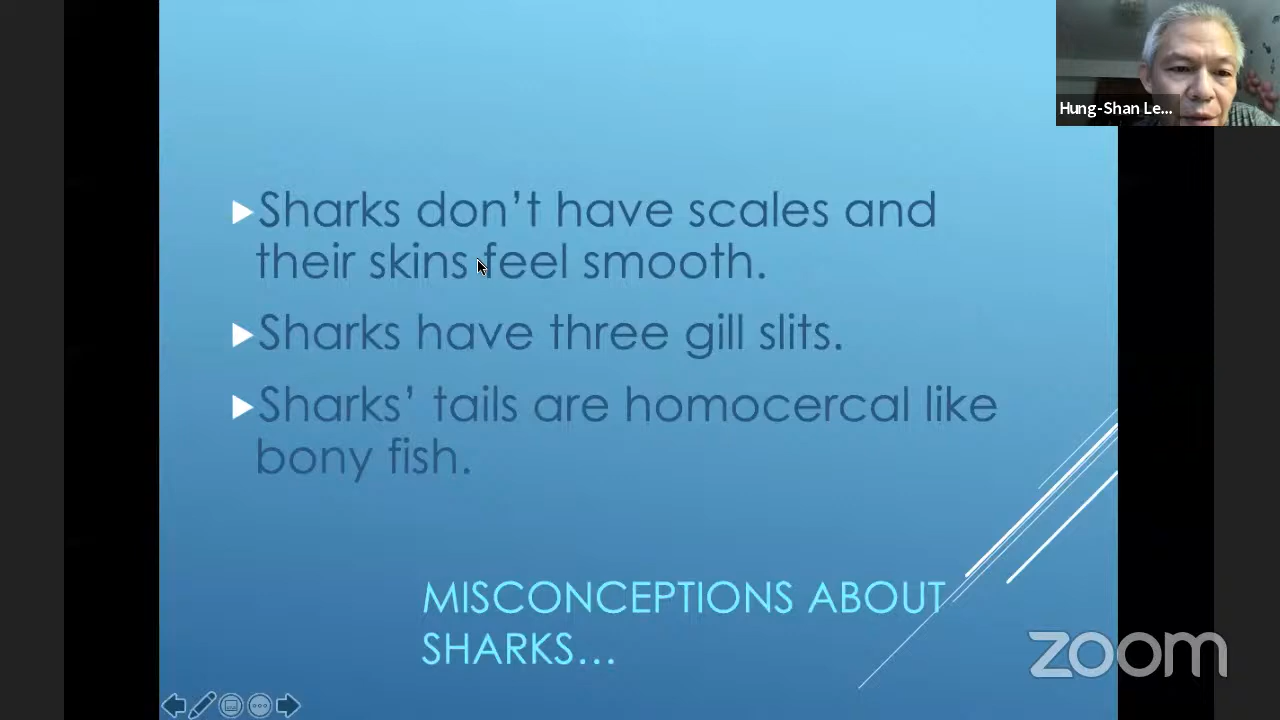 Hung-Shan Le...
Sharks don’t have scales and
their skins feel smooth.
Sharks have three gill slits.
Sharks’ tails are homocercal like
bony fish.
MISCONCEPTIONS ABOUT
SHARKS...
zoom